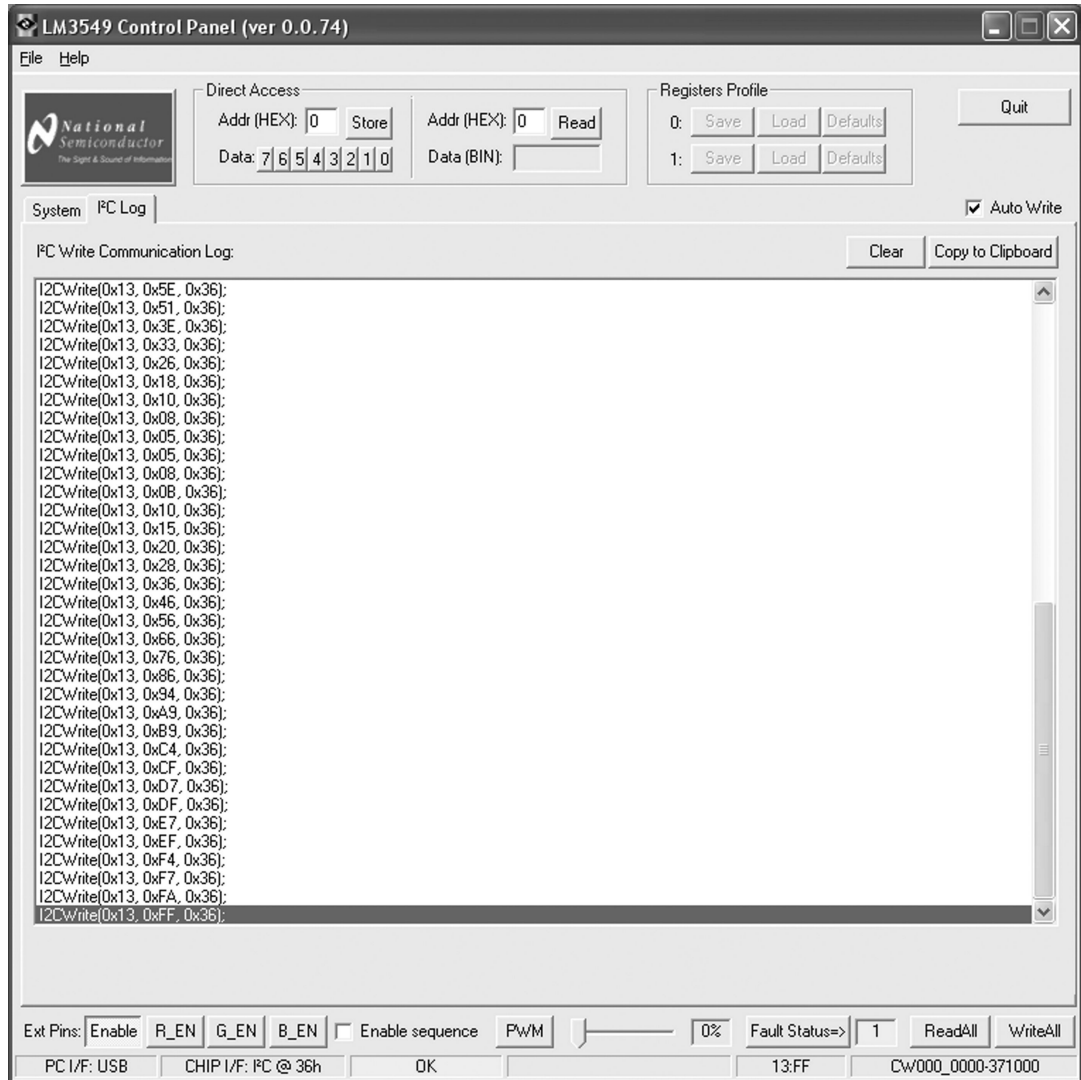 LM3549 Control Panel (ver 0.0.74)
File Help
National
Semiconductor
The Sight & Sound of Information
Direct Access
Addr (HEX): 0 Store
Data: 7 6 5 4 3 2 1 0
Addr (HEX): 0 Read
Data (BIN):
Registers Profile
0: Save Load Defaults
1: Save Load Defaults
Quit
System I²C Log
Auto Write
I²C Write Communication Log:
Clear Copy to Clipboard
I2CWrite(0x13, 0x5E, 0x36);
I2CWrite(0x13, 0x51, 0x36);
I2CWrite(0x13, 0x3E, 0x36);
I2CWrite(0x13, 0x33, 0x36);
I2CWrite(0x13, 0x26, 0x36);
I2CWrite(0x13, 0x18, 0x36);
I2CWrite(0x13, 0x10, 0x36);
I2CWrite(0x13, 0x08, 0x36);
I2CWrite(0x13, 0x05, 0x36);
I2CWrite(0x13, 0x05, 0x36);
I2CWrite(0x13, 0x08, 0x36);
I2CWrite(0x13, 0x0B, 0x36);
I2CWrite(0x13, 0x10, 0x36);
I2CWrite(0x13, 0x15, 0x36);
I2CWrite(0x13, 0x20, 0x36);
I2CWrite(0x13, 0x28, 0x36);
I2CWrite(0x13, 0x36, 0x36);
I2CWrite(0x13, 0x46, 0x36);
I2CWrite(0x13, 0x56, 0x36);
I2CWrite(0x13, 0x66, 0x36);
I2CWrite(0x13, 0x76, 0x36);
I2CWrite(0x13, 0x86, 0x36);
I2CWrite(0x13, 0x94, 0x36);
I2CWrite(0x13, 0xA9, 0x36);
I2CWrite(0x13, 0xB9, 0x36);
I2CWrite(0x13, 0xC4, 0x36);
I2CWrite(0x13, 0xCF, 0x36);
I2CWrite(0x13, 0xD7, 0x36);
I2CWrite(0x13, 0xDF, 0x36);
I2CWrite(0x13, 0xE7, 0x36);
I2CWrite(0x13, 0xEF, 0x36);
I2CWrite(0x13, 0xF4, 0x36);
I2CWrite(0x13, 0xF7, 0x36);
I2CWrite(0x13, 0xFA, 0x36);
I2CWrite(0x13, 0xFF, 0x36);
Ext Pins: Enable R_EN G_EN B_EN Enable sequence PWM 0% Fault Status=> 1 ReadAll WriteAll
PC I/F: USB CHIP I/F: I²C @ 36h OK 13:FF CW000_0000-371000